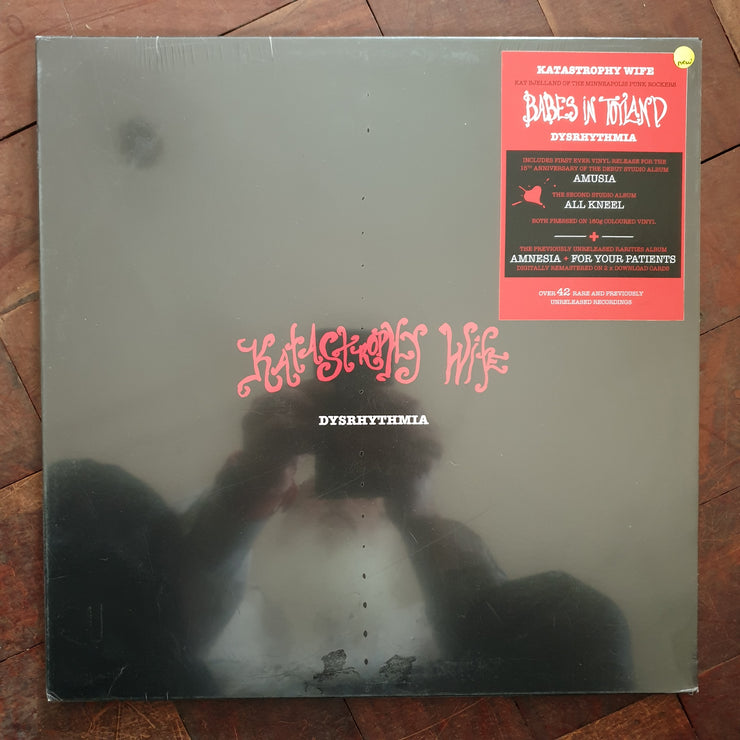 new
KATASTROPHY WIFE
KAT BJELLAND OF THE MINNEAPOLIS PUNK ROCKERS
BABES IN TOYLAND
DYSRHYTHMIA
INCLUDES FIRST EVER VINYL RELEASE FOR THE
15TH ANNIVERSARY OF THE DEBUT STUDIO ALBUM
AMUSIA
THE SECOND STUDIO ALBUM
ALL KNEEL
BOTH PRESSED ON 180g COLOURED VINYL
+
THE PREVIOUSLY UNRELEASED RARITIES ALBUM
AMNESIA + FOR YOUR PATIENTS
DIGITALLY REMASTERED ON 2 x DOWNLOAD CARDS
OVER 42 RARE AND PREVIOUSLY
UNRELEASED RECORDINGS
KATASTROPHY WIFE
DYSRHYTHMIA